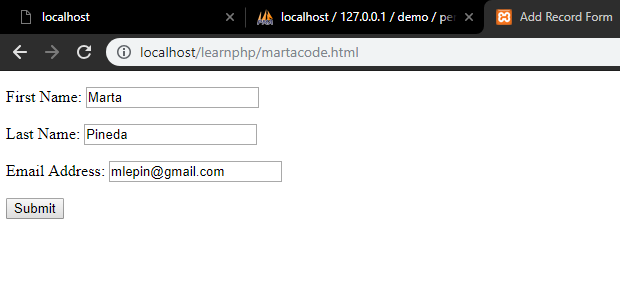 localhost
localhost / 127.0.0.1 / demo / per
Add Record Form
localhost/learnphp/martacode.html
First Name: Marta
Last Name: Pineda
Email Address: mlepin@gmail.com
Submit